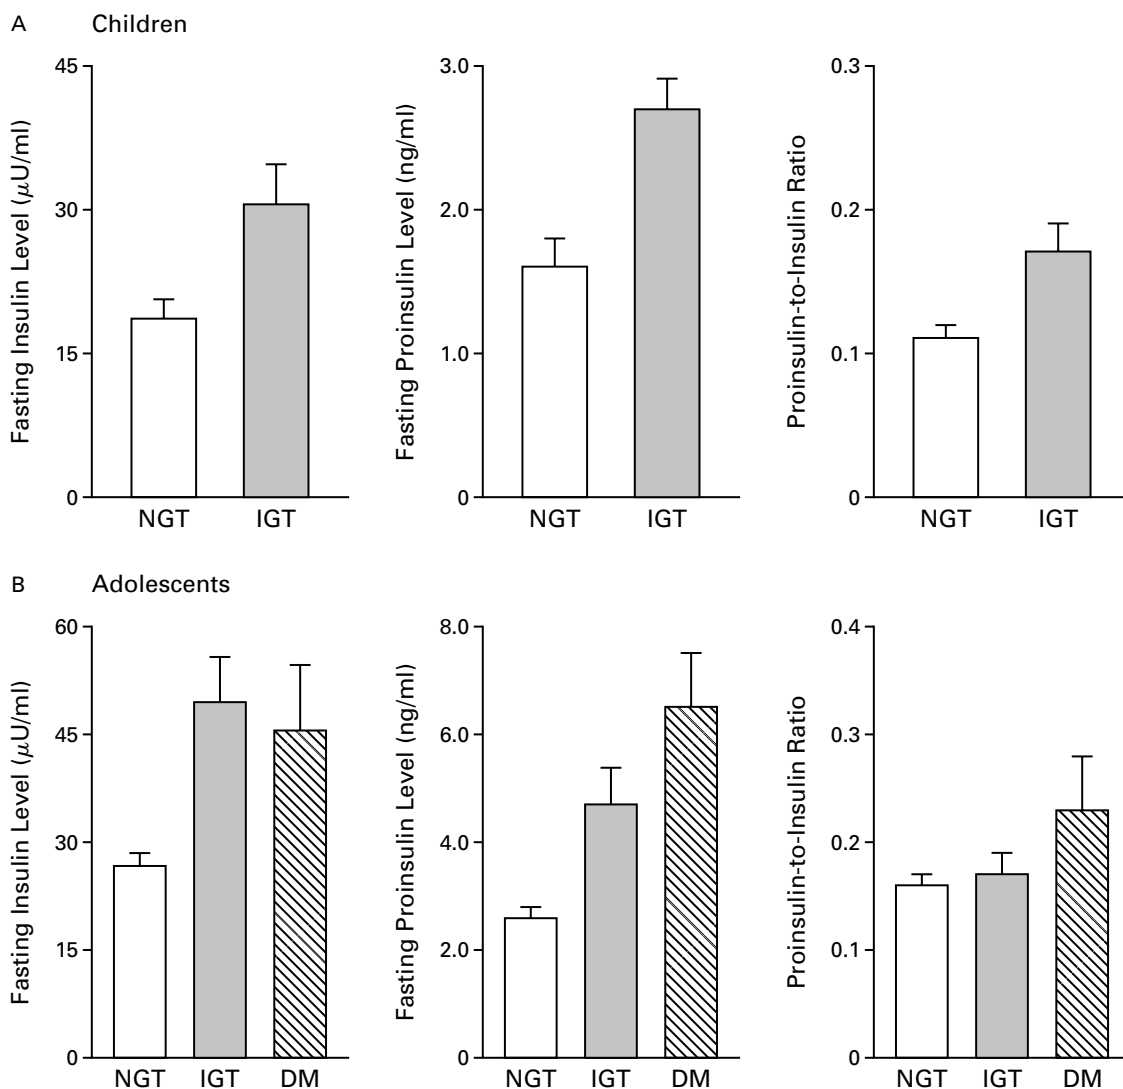 A Children
Fasting Insulin Level (μU/ml)
45
30
15
0
NGT IGT
Fasting Proinsulin Level (ng/ml)
3.0
2.0
1.0
0
NGT IGT
Proinsulin-to-Insulin Ratio
0.3
0.2
0.1
0
NGT IGT
B Adolescents
Fasting Insulin Level (μU/ml)
60
45
30
15
0
NGT IGT DM
Fasting Proinsulin Level (ng/ml)
8.0
6.0
4.0
2.0
0
NGT IGT DM
Proinsulin-to-Insulin Ratio
0.4
0.3
0.2
0.1
0
NGT IGT DM